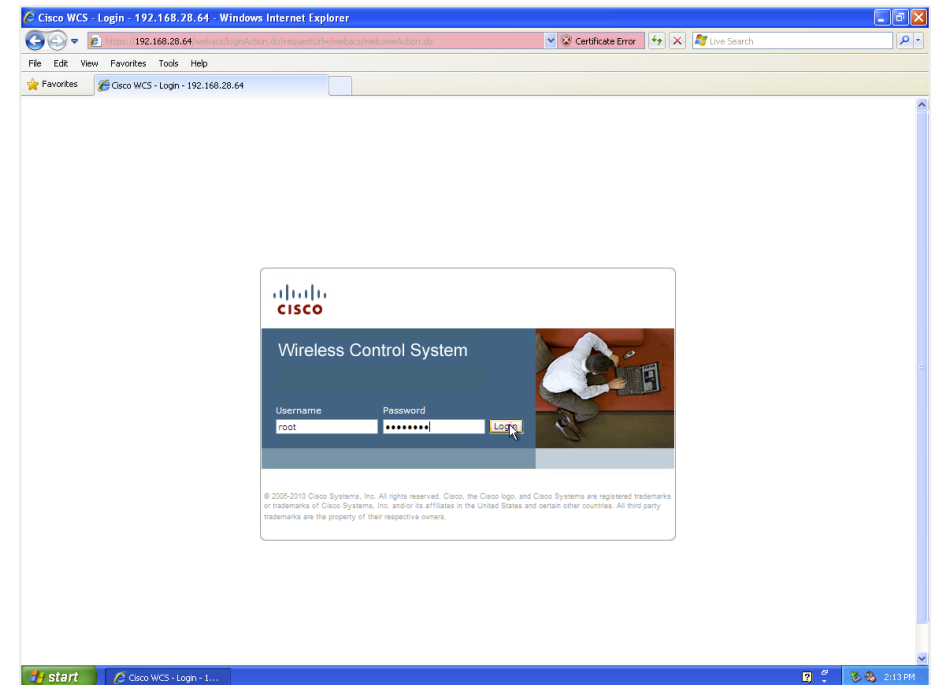 Cisco WCS - Login - 192.168.28.64 - Windows Internet Explorer
https://192.168.28.64/webacs/loginAction.do?requestUrl=/webacs/welcomeAction.do
Certificate Error
Live Search
File Edit View Favorites Tools Help
Favorites
Cisco WCS - Login - 192.168.28.64
CISCO
Wireless Control System
Username Password
root
Login
© 2005-2010 Cisco Systems, Inc. All rights reserved. Cisco, the Cisco logo, and Cisco Systems are registered trademarks
or trademarks of Cisco Systems, Inc. and/or its affiliates in the United States and certain other countries. All third party
trademarks are the property of their respective owners.
start
Cisco WCS - Login - 1...
2:13 PM